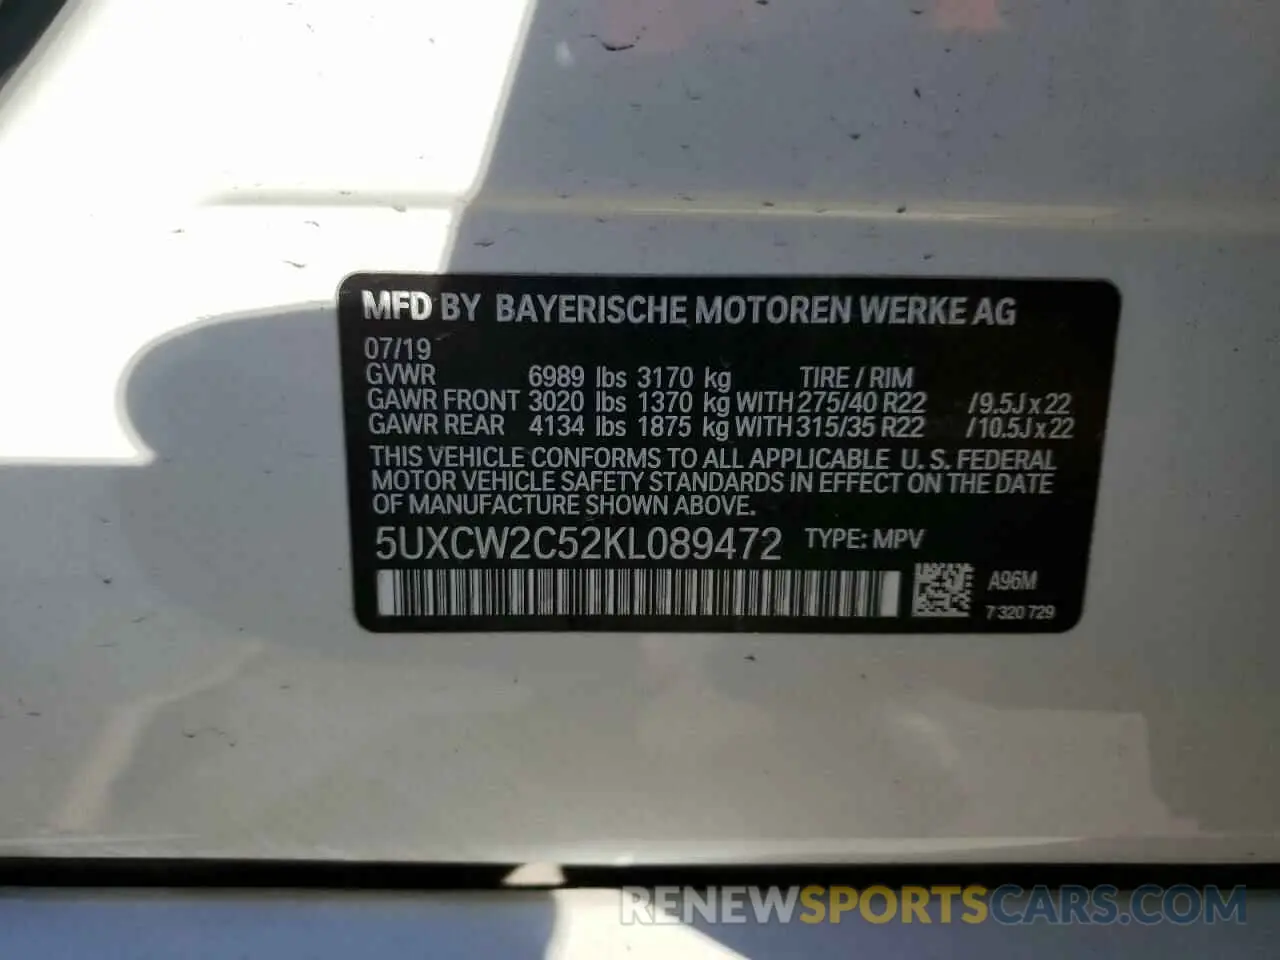 MFD BY BAYERISCHE MOTOREN WERKE AG
07/19
GVWR 6989 lbs 3170 kg TIRE / RIM
GAWR FRONT 3020 lbs 1370 kg WITH 275/40 R22 /9.5J x 22
GAWR REAR 4134 lbs 1875 kg WITH 315/35 R22 /10.5J x 22
THIS VEHICLE CONFORMS TO ALL APPLICABLE U.S. FEDERAL
MOTOR VEHICLE SAFETY STANDARDS IN EFFECT ON THE DATE
OF MANUFACTURE SHOWN ABOVE.
5UXCW2C52KL089472 TYPE: MPV
A96M
7 320 729
RENEWSPORTSCARS.COM